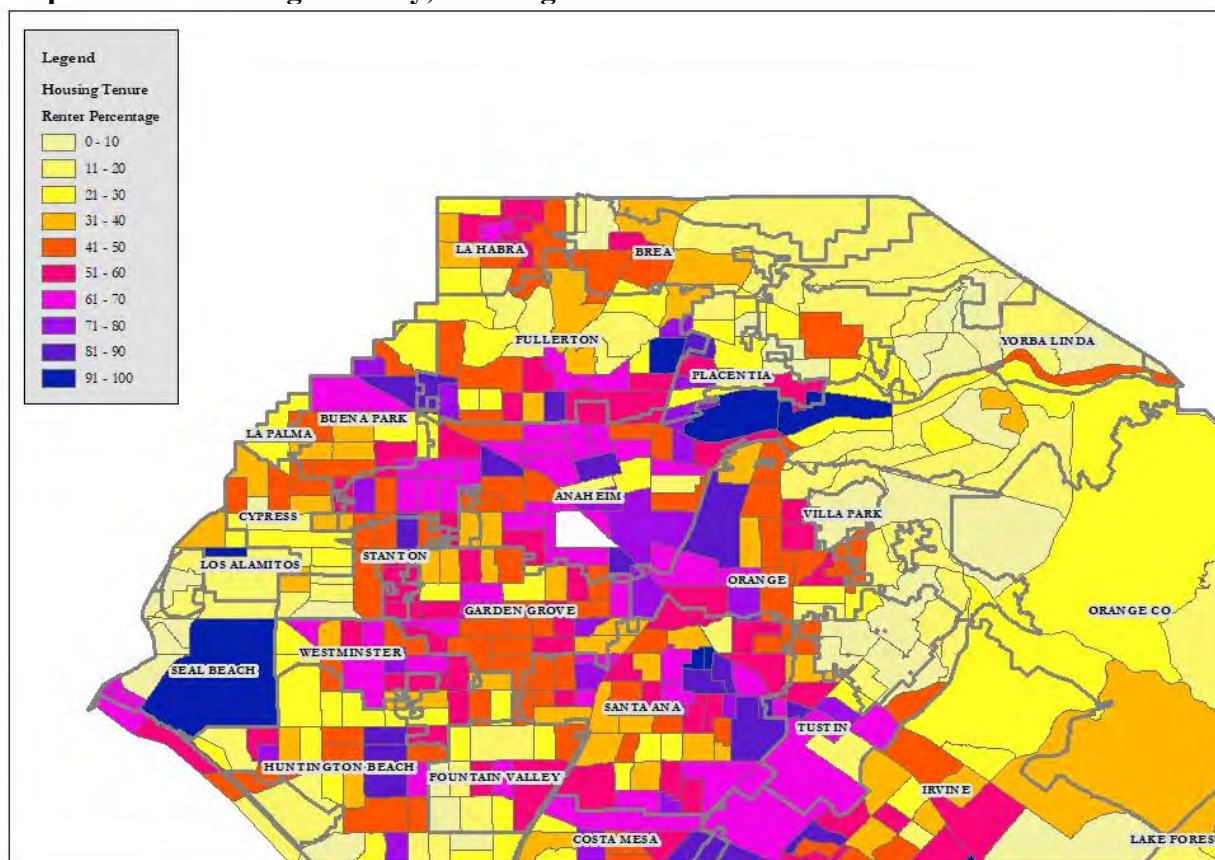 Legend
Housing Tenure
Renter Percentage
0 - 10
11 - 20
21 - 30
31 - 40
41 - 50
51 - 60
61 - 70
71 - 80
81 - 90
91 - 100
LA HABRA
BREA
FULLERTON
YORBA LINDA
PLACENTIA
BUENA PARK
LA PALMA
ANAHEIM
CYPRESS
VILLA PARK
STANTON
LOS ALAMITOS
ORANGE
GARDEN GROVE
ORANGE CO
WESTMINSTER
SEAL BEACH
SANTA ANA
TUSTIN
HUNTINGTON BEACH
FOUNTAIN VALLEY
IRVINE
COSTA MESA
LAKE FORES